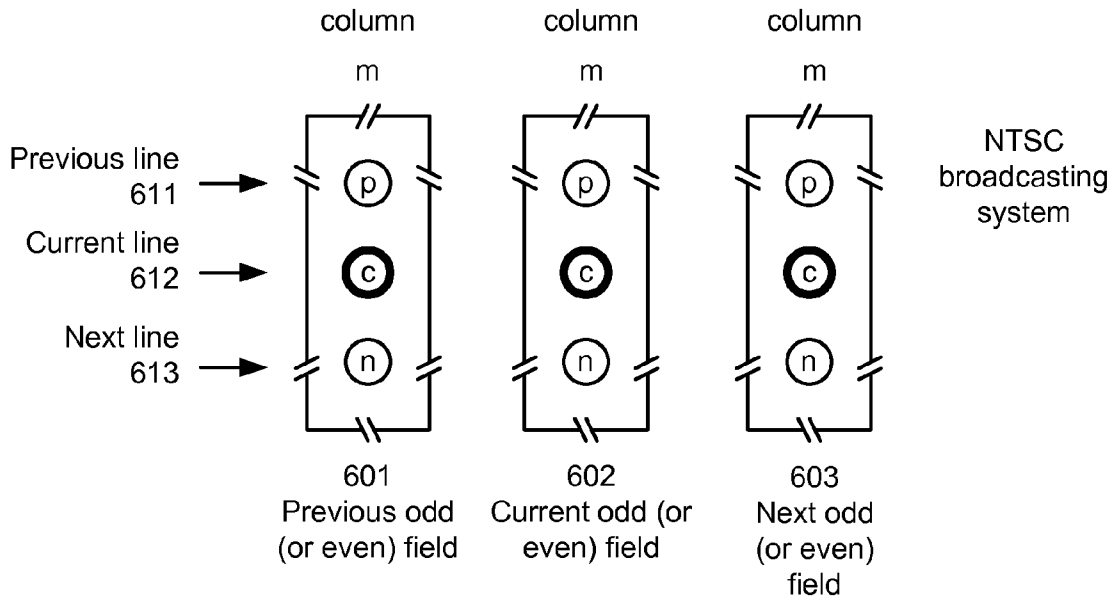 column column column
m m m
Previous line
611
p p p
NTSC
broadcasting
system
Current line
612
c c c
Next line
613
n n n
601
Previous odd
(or even) field
602
Current odd (or
even) field
603
Next odd
(or even)
field